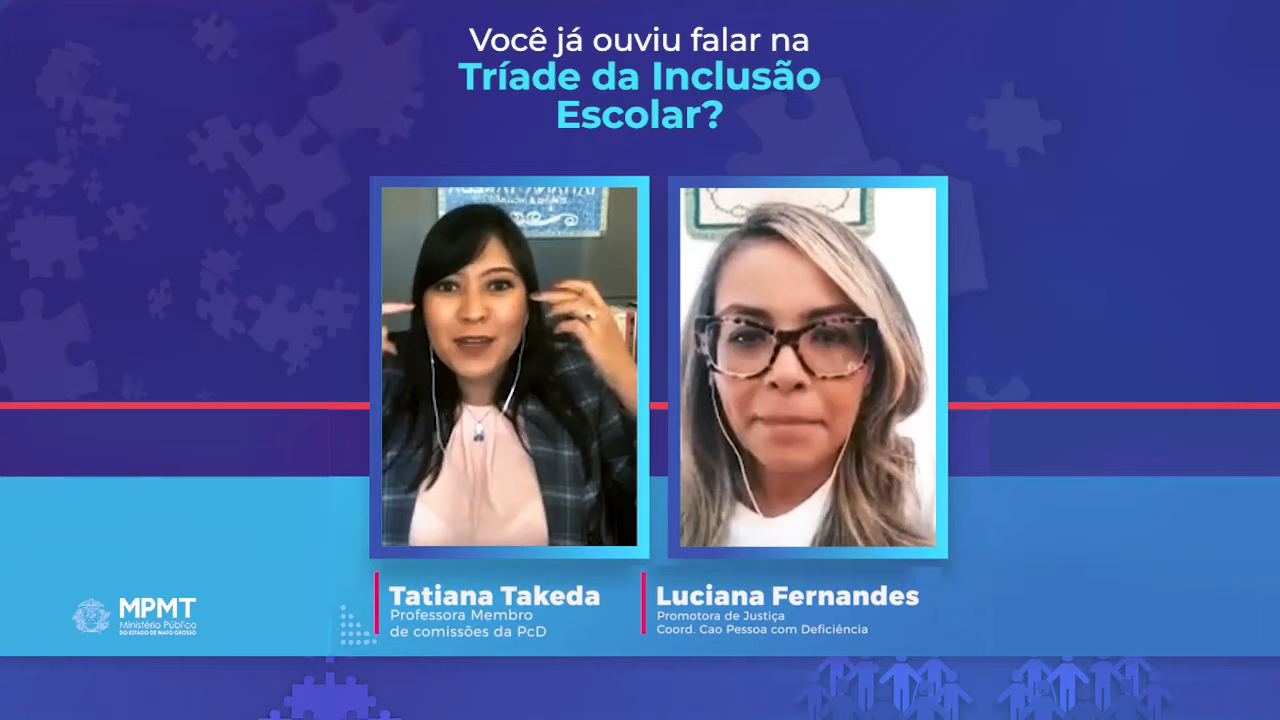 Você já ouviu falar na
Tríade da Inclusão
Escolar?
Tatiana Takeda
Professora Membro
de comissões da PcD
Luciana Fernandes
Promotora de Justiça
Coord. Cao Pessoa com Deficiência
MPMT
Ministério Público
DO ESTADO DE MATO GROSSO